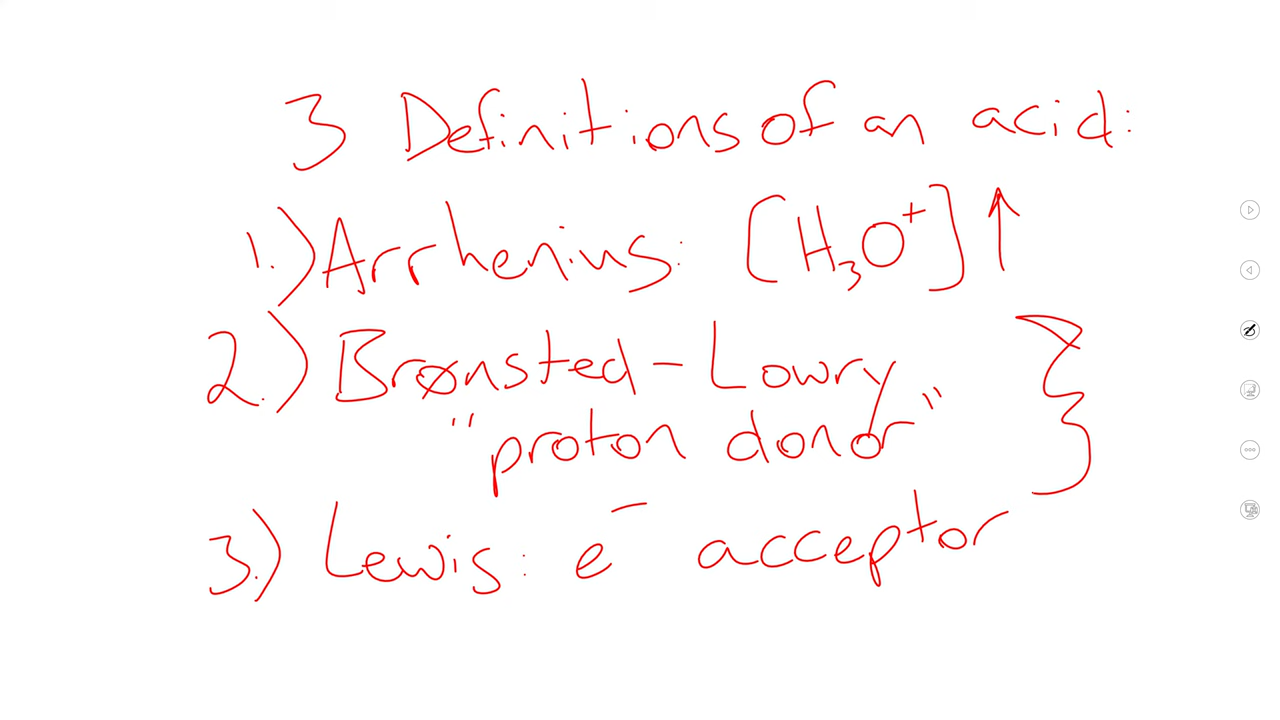 3 Definitions of an acid:
1.) Arrhenius: [H₃O⁺] ↑
2.) Brønsted-Lowry
"proton donor"
3.) Lewis: e⁻ acceptor